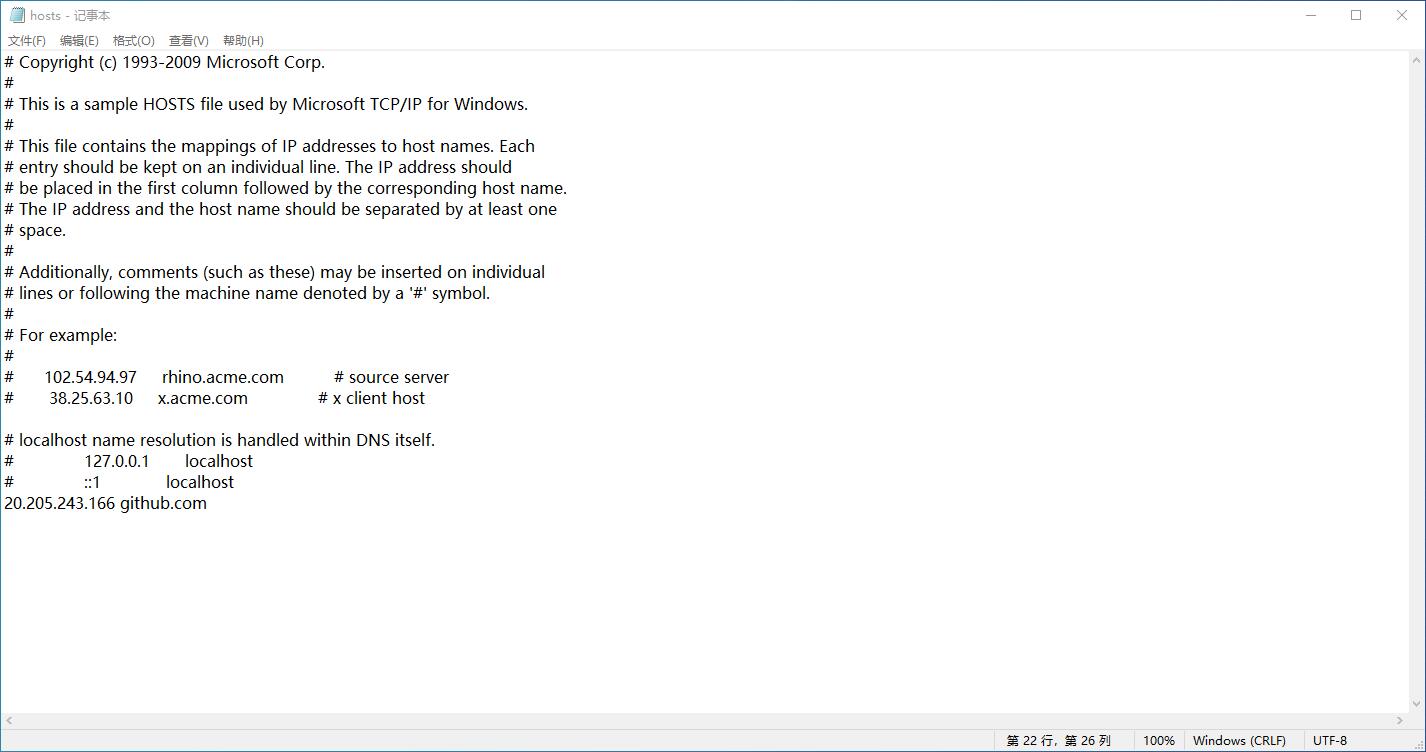 hosts - 记事本
文件(F) 编辑(E) 格式(O) 查看(V) 帮助(H)
# Copyright (c) 1993-2009 Microsoft Corp.
#
# This is a sample HOSTS file used by Microsoft TCP/IP for Windows.
#
# This file contains the mappings of IP addresses to host names. Each
# entry should be kept on an individual line. The IP address should
# be placed in the first column followed by the corresponding host name.
# The IP address and the host name should be separated by at least one
# space.
#
# Additionally, comments (such as these) may be inserted on individual
# lines or following the machine name denoted by a '#' symbol.
#
# For example:
#
#      102.54.94.97     rhino.acme.com          # source server
#       38.25.63.10     x.acme.com              # x client host

# localhost name resolution is handled within DNS itself.
#	127.0.0.1       localhost
#	::1             localhost
20.205.243.166 github.com
第 22 行，第 26 列 100% Windows (CRLF) UTF-8